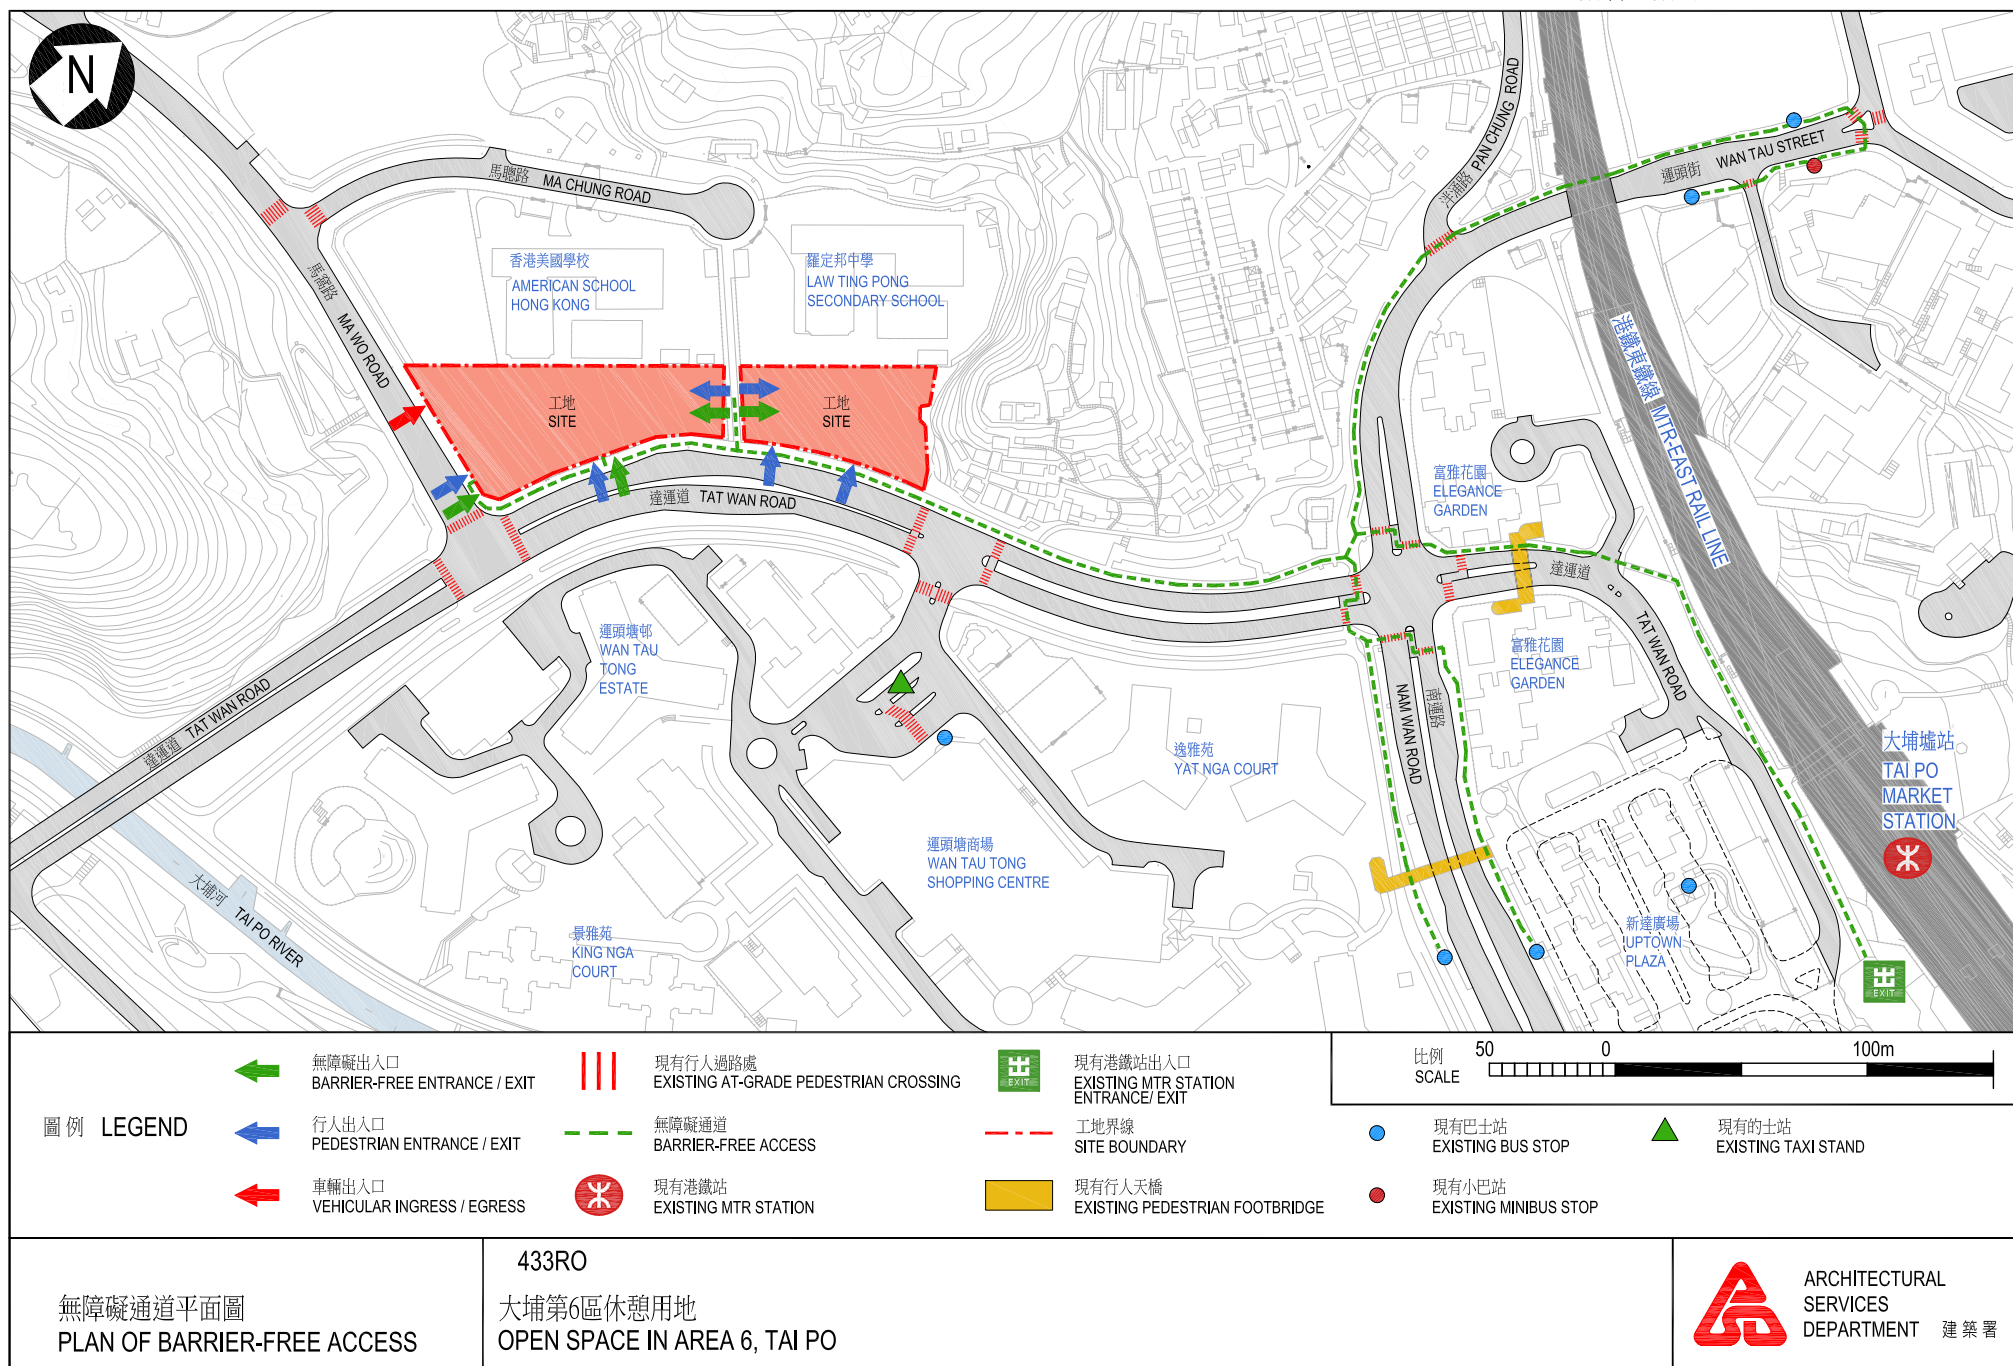 N
馬聰路 MA CHUNG ROAD
馬窩路 MA WO ROAD
香港美國學校
AMERICAN SCHOOL
HONG KONG
羅定邦中學
LAW TING PONG
SECONDARY SCHOOL
工地
SITE
工地
SITE
達運道 TAT WAN ROAD
泮涌路 PAN CHUNG ROAD
運頭街 WAN TAU STREET
港鐵東鐵線 MTR-EAST RAIL LINE
富雅花園
ELEGANCE
GARDEN
達運道
TAT WAN ROAD
富雅花園
ELEGANCE
GARDEN
運頭塘邨
WAN TAU
TONG
ESTATE
達運道 TAT WAN ROAD
NAM WAN ROAD
南運路
逸雅苑
YAT NGA COURT
大埔墟站
TAI PO
MARKET
STATION
運頭塘商場
WAN TAU TONG
SHOPPING CENTRE
大埔河 TAI PO RIVER
景雅苑
KING NGA
COURT
新達廣場
UPTOWN
PLAZA
出
EXIT
圖例 LEGEND
無障礙出入口
BARRIER-FREE ENTRANCE / EXIT
行人出入口
PEDESTRIAN ENTRANCE / EXIT
車輛出入口
VEHICULAR INGRESS / EGRESS
現有行人過路處
EXISTING AT-GRADE PEDESTRIAN CROSSING
無障礙通道
BARRIER-FREE ACCESS
現有港鐵站
EXISTING MTR STATION
出
EXIT
現有港鐵站出入口
EXISTING MTR STATION
ENTRANCE/ EXIT
工地界線
SITE BOUNDARY
現有行人天橋
EXISTING PEDESTRIAN FOOTBRIDGE
比例
SCALE
50 0 100m
現有巴士站
EXISTING BUS STOP
現有小巴站
EXISTING MINIBUS STOP
現有的士站
EXISTING TAXI STAND
無障礙通道平面圖
PLAN OF BARRIER-FREE ACCESS
433RO
大埔第6區休憩用地
OPEN SPACE IN AREA 6, TAI PO
ARCHITECTURAL
SERVICES
DEPARTMENT 建築署